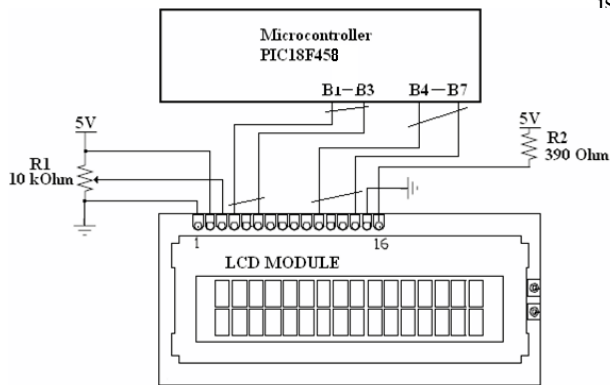 Microcontroller
PIC18F458
B1-B3
B4-B7
5V
5V
R1
10 kOhm
R2
390 Ohm
1
16
LCD MODULE